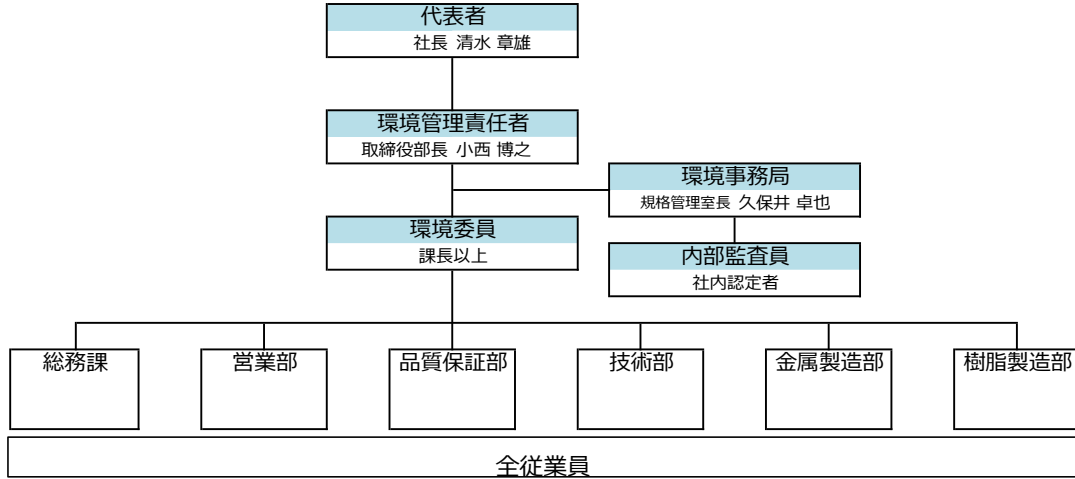 代表者
社長 清水 章雄
環境管理責任者
取締役部長 小西 博之
環境事務局
規格管理室長 久保井 卓也
環境委員
課長以上
内部監査員
社内認定者
総務課 営業部 品質保証部 技術部 金属製造部 樹脂製造部
全従業員